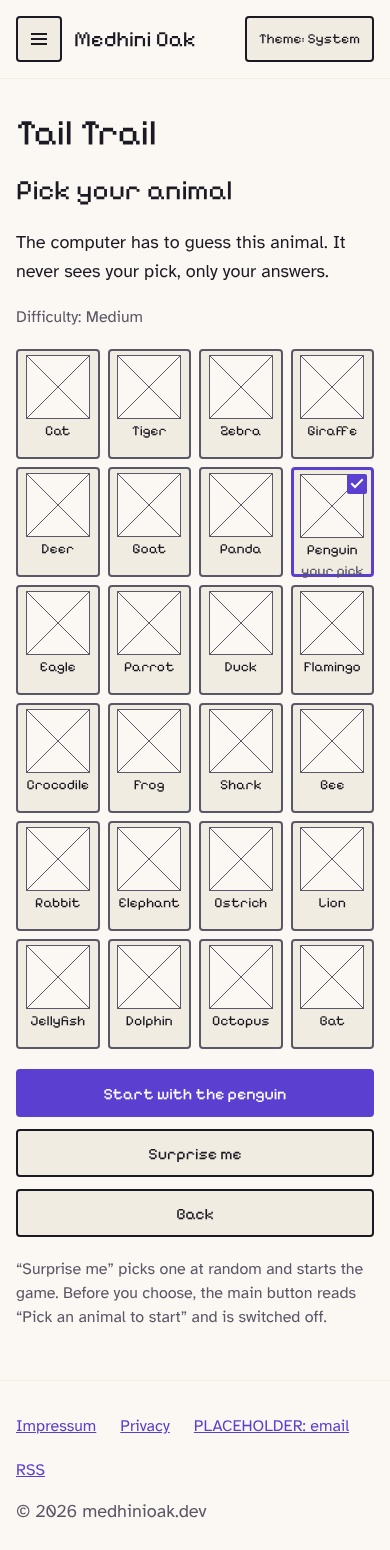 Medhini Oak
Theme: System
Tail Trail
Pick your animal
The computer has to guess this animal. It
never sees your pick, only your answers.
Difficulty: Medium
Cat
Tiger
Zebra
Giraffe
Deer
Goat
Panda
Penguin
your pick
Eagle
Parrot
Duck
Flamingo
Crocodile
Frog
Shark
Bee
Rabbit
Elephant
Ostrich
Lion
Jellyfish
Dolphin
Octopus
Bat
Start with the penguin
Surprise me
Back
“Surprise me” picks one at random and starts the
game. Before you choose, the main button reads
“Pick an animal to start” and is switched off.
Impressum
Privacy
PLACEHOLDER: email
RSS
© 2026 medhinioak.dev